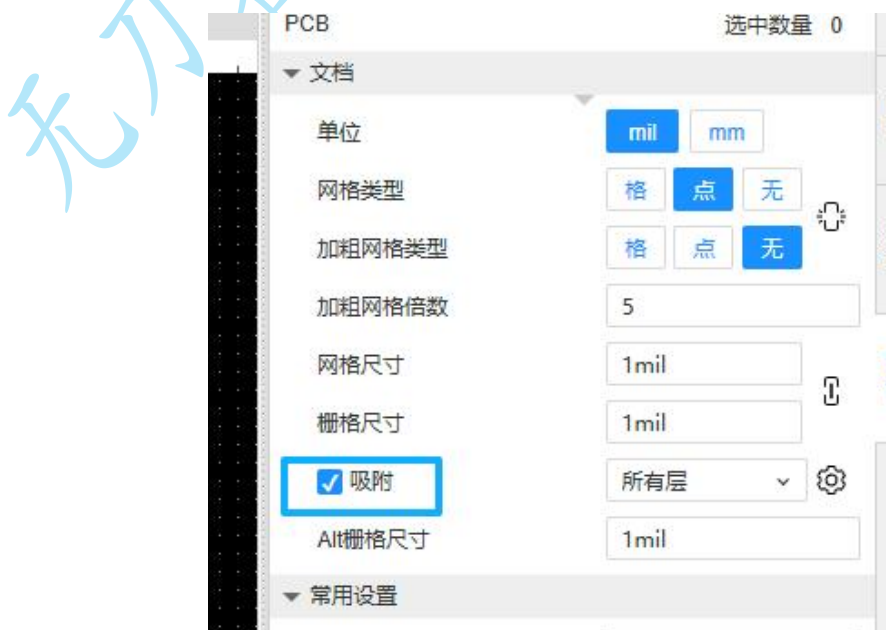 无刀
PCB 选中数量 0
文档
单位 mil mm
网格类型 格 点 无
加粗网格类型 格 点 无
加粗网格倍数 5
网格尺寸 1mil
栅格尺寸 1mil
吸附 所有层
Alt栅格尺寸 1mil
常用设置